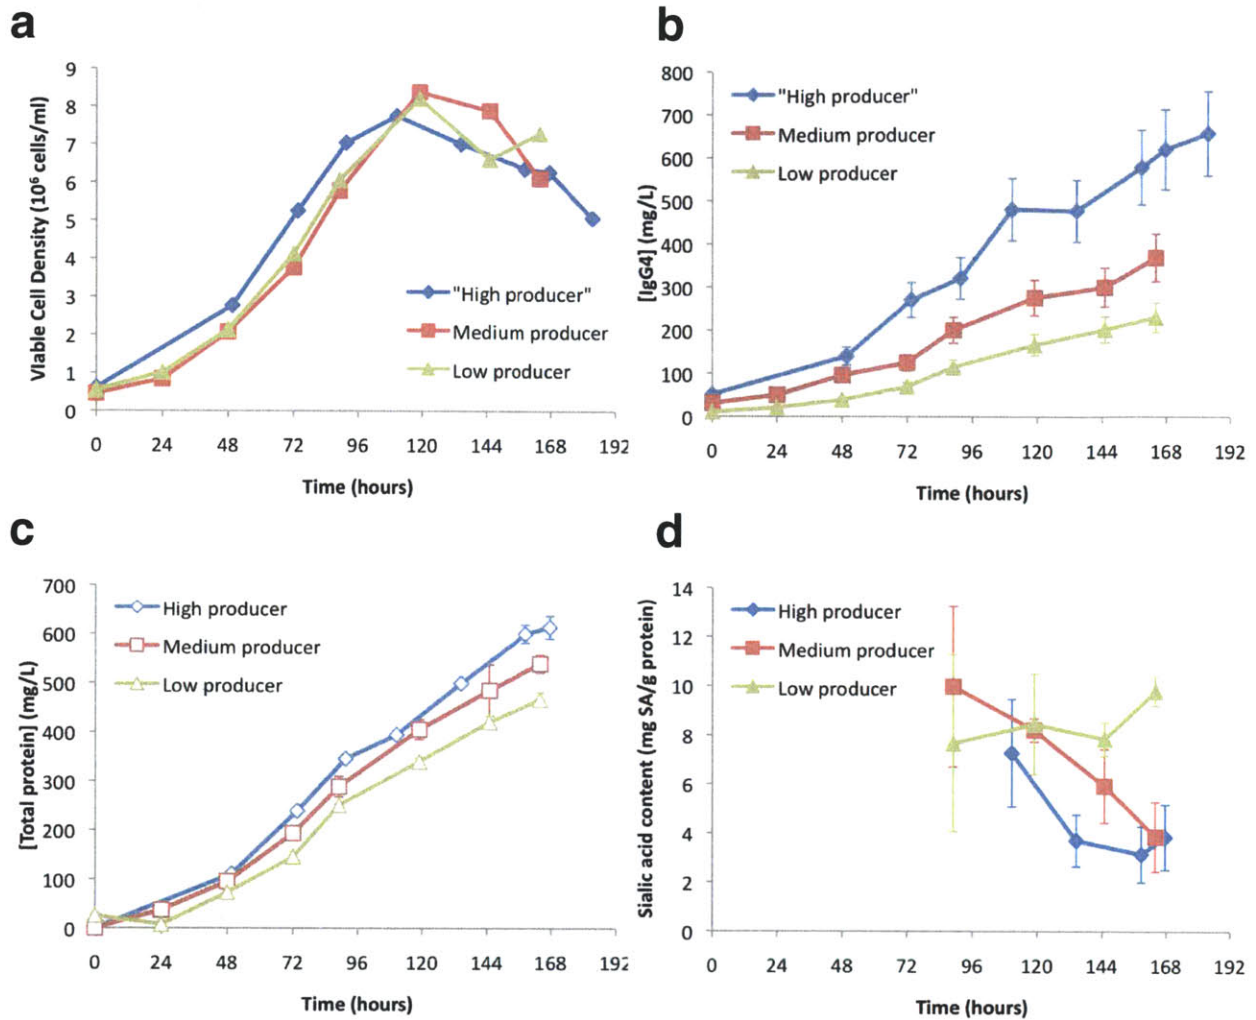 a
9
8
7
6
5
4
3
2
1
0
Viable Cell Density (10⁶ cells/ml)
"High producer"
Medium producer
Low producer
0 24 48 72 96 120 144 168 192
Time (hours)
b
800
700
600
500
400
300
200
100
0
[IgG4] (mg/L)
"High producer"
Medium producer
Low producer
0 24 48 72 96 120 144 168 192
Time (hours)
c
700
600
500
400
300
200
100
0
[Total protein] (mg/L)
High producer
Medium producer
Low producer
0 24 48 72 96 120 144 168 192
Time (hours)
d
14
12
10
8
6
4
2
0
Sialic acid content (mg SA/g protein)
High producer
Medium producer
Low producer
0 24 48 72 96 120 144 168 192
Time (hours)